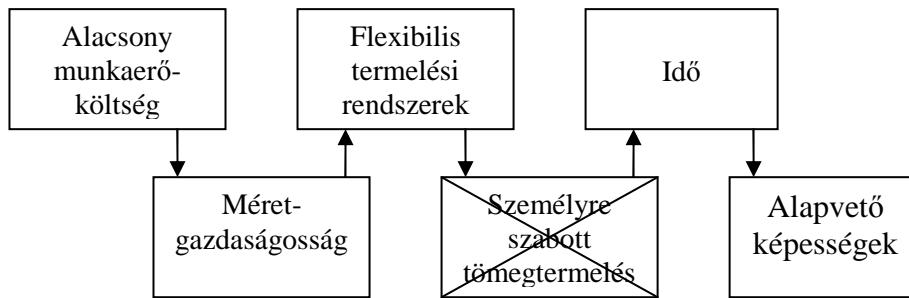 Alacsony
munkaerő-
költség
Méret-
gazdaságosság
Flexibilis
termelési
rendszerek
Személyre
szabott
tömegtermelés
Idő
Alapvető
képességek